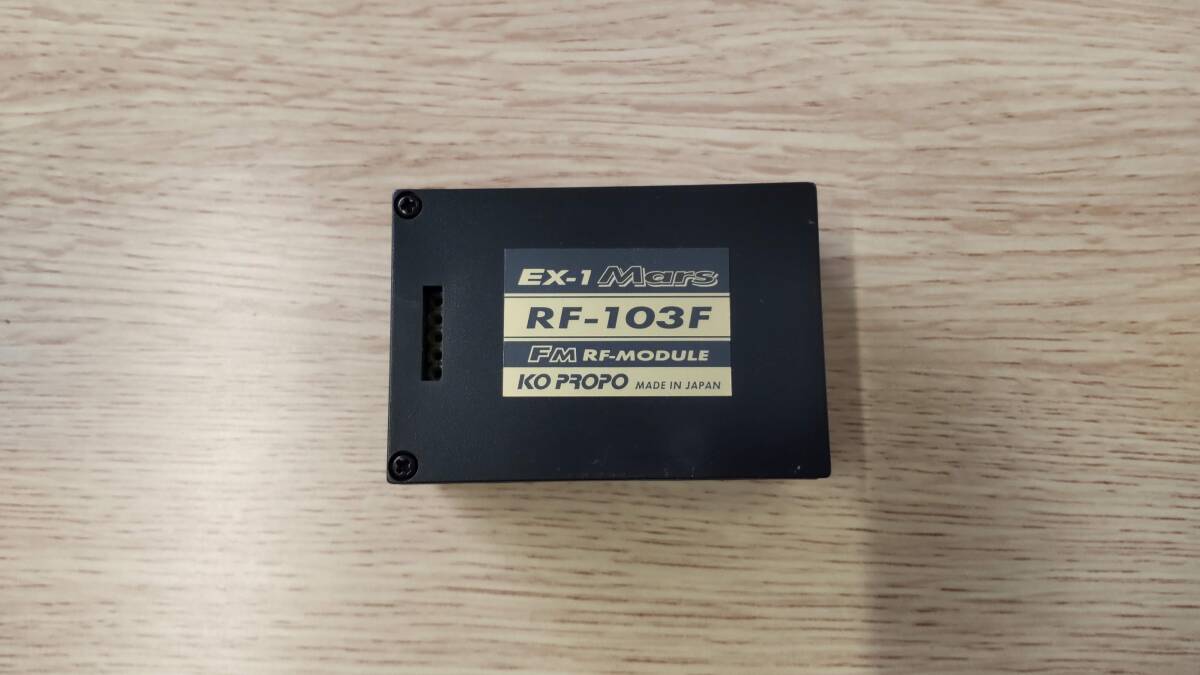 EX-1 Mars
RF-103F
FM RF-MODULE
KO PROPO MADE IN JAPAN